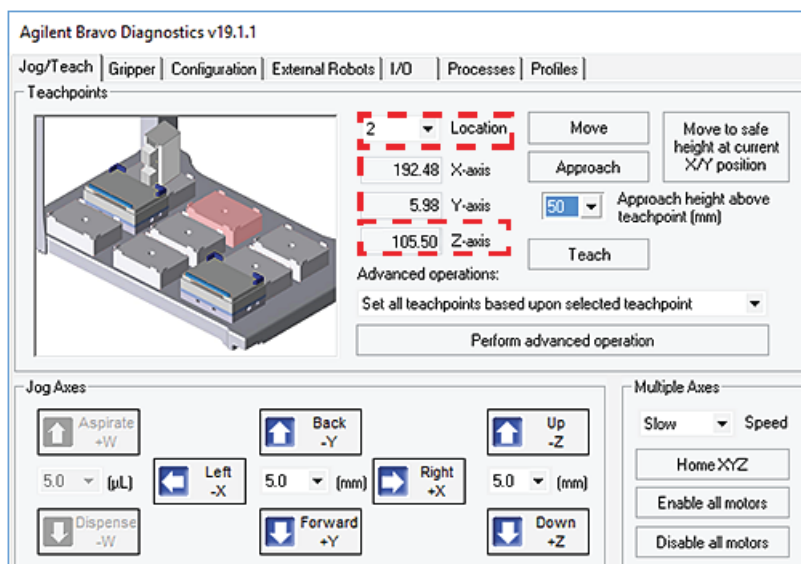 Agilent Bravo Diagnostics v19.1.1
Jog/Teach Gripper Configuration External Robots I/O Processes Profiles
Teachpoints
2 Location
192.48 X-axis
5.98 Y-axis
105.50 Z-axis
Move
Approach
Move to safe
height at current
X/Y position
50 Approach height above
teachpoint (mm)
Teach
Advanced operations:
Set all teachpoints based upon selected teachpoint
Perform advanced operation
Jog Axes
Aspirate
+W
5.0 (µL)
Dispense
-W
Left
-X
Back
-Y
5.0 (mm)
Forward
+Y
Right
+X
Up
-Z
5.0 (mm)
Down
+Z
Multiple Axes
Slow Speed
Home XYZ
Enable all motors
Disable all motors